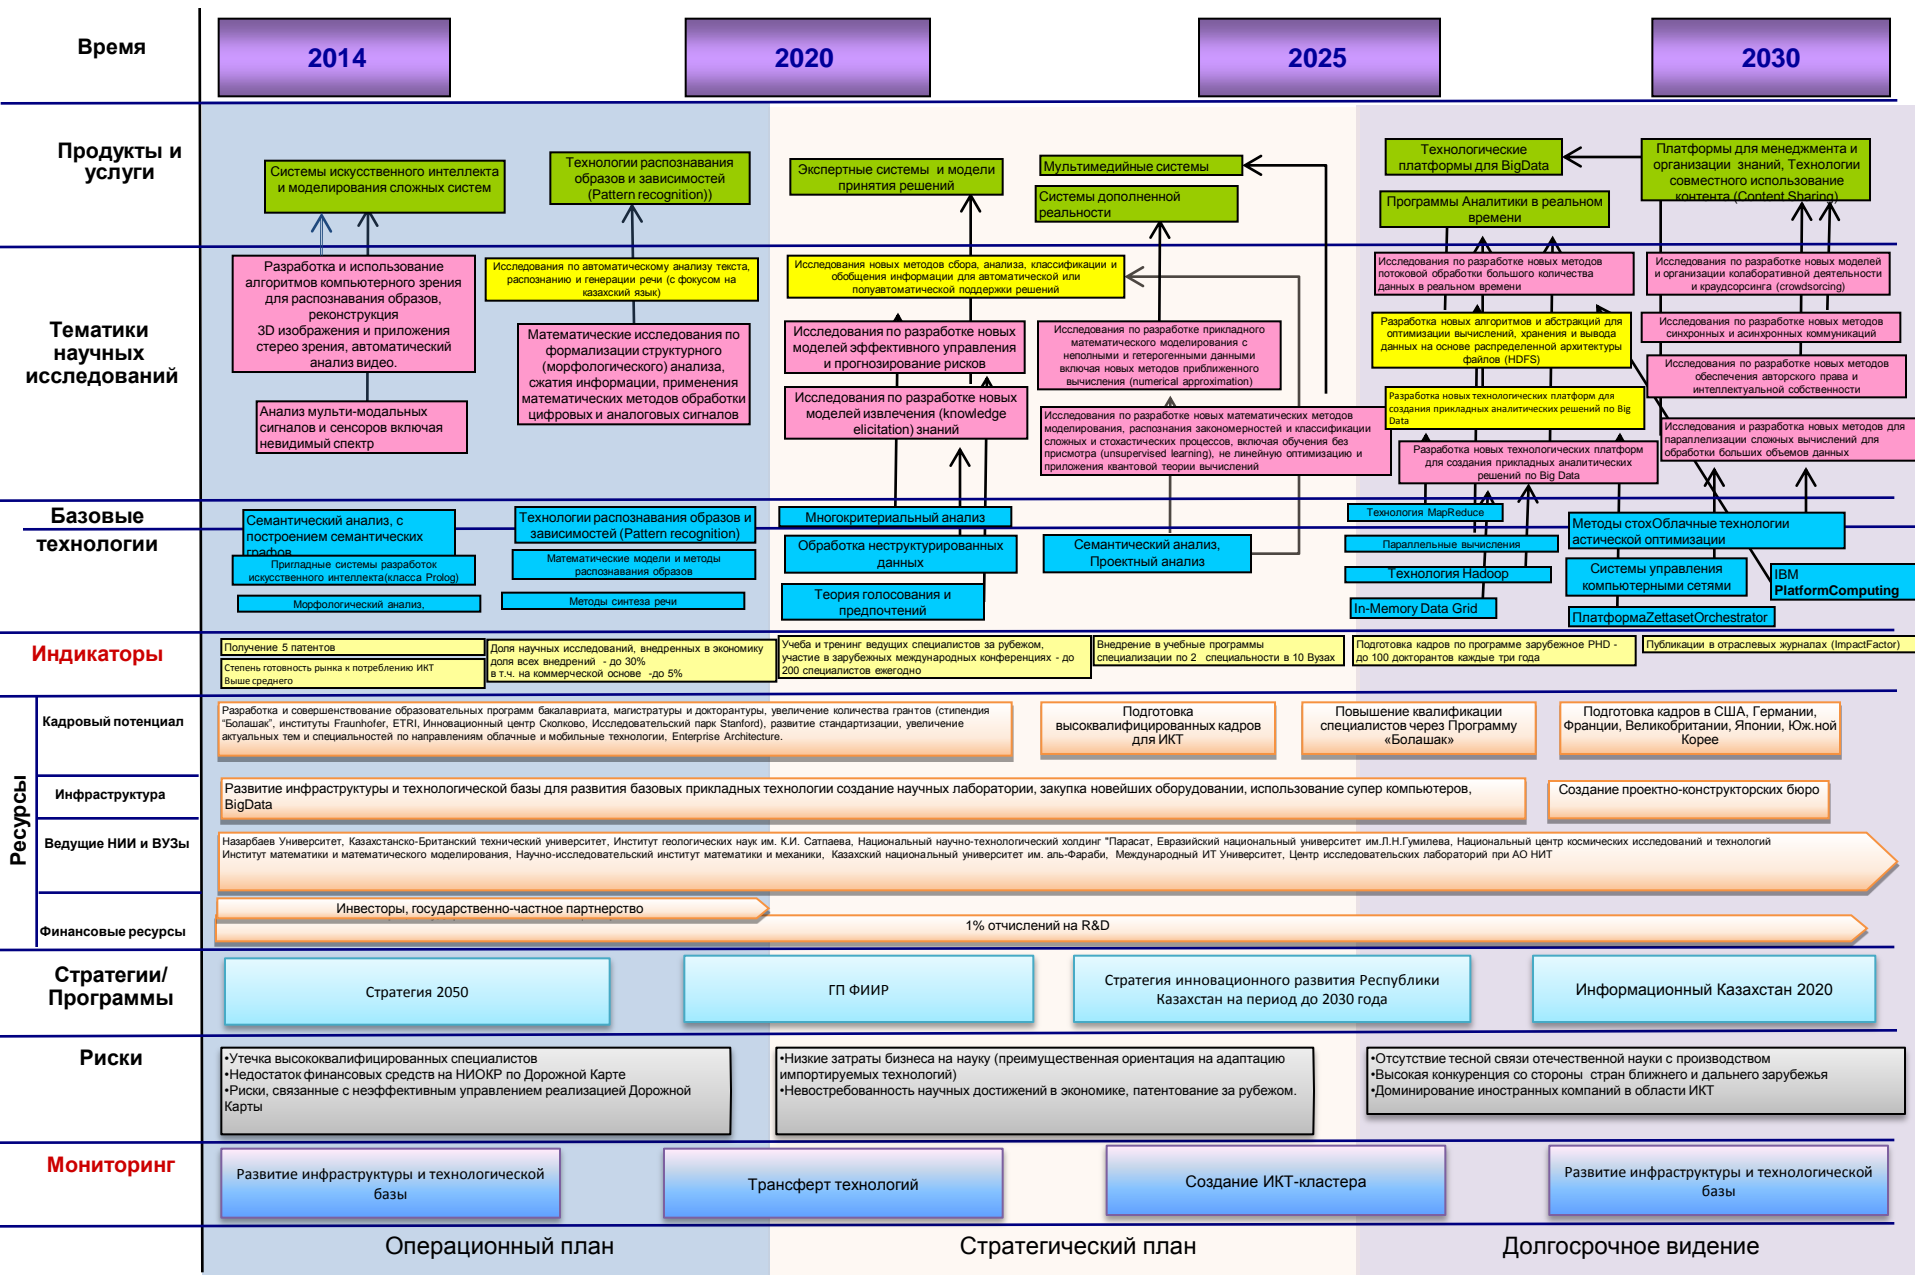 Время
2014
2020
2025
2030
Продукты и
услуги
Системы искусственного интеллекта
и моделирования сложных систем
Технологии распознавания
образов и зависимостей
(Pattern recognition))
Экспертные системы  и модели
принятия решений
Мультимедийные системы
Системы дополненной
реальности
Технологические
платформы для BigData
Программы Аналитики в реальном
времени
Платформы для менеджмента и
организации  знаний, Технологии
совместного использование
контента (Content Sharing)
Тематики
научных
исследований
Разработка и использование
алгоритмов компьютерного зрения
для распознавания образов,
реконструкция
3D изображения и приложения
стерео зрения, автоматический
анализ видео.
Анализ мульти-модальных
сигналов и сенсоров включая
невидимый спектр
Исследования по автоматическому анализу текста,
распознанию и генерации речи (с фокусом на
казахский язык)
Математические исследования по
формализации структурного
(морфологического) анализа,
сжатия информации, применения
математических методов обработки
цифровых и аналоговых сигналов
Исследования новых методов сбора, анализа, классификации и
обобщения информации для автоматической или
полуавтоматической поддержки решений
Исследования по разработке новых
моделей эффективного управления
и прогнозирование рисков
Исследования по разработке новых
моделей извлечения (knowledge
elicitation) знаний
Исследования по разработке прикладного
математического моделирования с
неполными и гетерогенными данными
включая новых методов приближенного
вычисления (numerical approximation)
Исследования по разработке новых математических методов
моделирования, распознания закономерностей и классификации
сложных и стохастических процессов, включая обучения без
присмотра (unsupervised learning), не линейную оптимизацию и
приложения квантовой теории вычислений
Исследования по разработке новых методов
потоковой обработки большого количества
данных в реальном времени
Разработка новых алгоритмов и абстракций для
оптимизации вычислений, хранения и вывода
данных на основе распределенной архитектуры
файлов (HDFS)
Разработка новых технологических платформ для
создания прикладных аналитических решений по Big
Data
Разработка новых технологических платформ
для создания прикладных аналитических
решений по Big Data
Исследования по разработке новых моделей
и организации колаборативной деятельности
и краудсорсинга (crowdsorcing)
Исследования по разработке новых методов
синхронных и асинхронных коммуникаций
Исследования по разработке новых методов
обеспечения авторского права и
интеллектуальной собственности
Исследования и разработка новых методов для
параллелизации сложных вычислений для
обработки больших объемов данных
Базовые
технологии
Семантический анализ, с
построением семантических
графов
Пригладные системы разработок
искусственного интеллекта(класса Prolog)
Морфологический анализ,
Технологии распознавания образов и
зависимостей (Pattern recognition)
Математические модели и методы
распознавания образов
Методы синтеза речи
Многокритериальный анализ
Обработка неструктурированных
данных
Теория голосования и
предпочтений
Семантический анализ,
Проектный анализ
Технология MapReduce
Параллельные вычисления
Технология Hadoop
In-Memory Data Grid
Методы стохОблачные технологии
астической оптимизации
Системы управления
компьютерными сетями
ПлатформаZettasetOrchestrator
IBM
PlatformComputing
Индикаторы
Получение 5 патентов
Степень готовность рынка к потреблению ИКТ
Выше среднего
Доля научных исследований, внедренных в экономику
доля всех внедрений  - до 30%
в т.ч. на коммерческой основе  -до 5%
Учеба и тренинг ведущих специалистов за рубежом,
Участие в зарубежных международных конференциях - до
200 специалистов ежегодно
Внедрение в учебные программы
специализации по 2  специальности в 10 Вузах
Подготовка кадров по программе зарубежное PHD -
до 100 докторантов каждые три года
Публикации в отраслевых журналах (ImpactFactor)
Ресурсы
Кадровый потенциал
Разработка и совершенствование образовательных программ бакалавриата, магистратуры и докторантуры, увеличение количества грантов (стипендия
"Болашак", институты Fraunhofer, ETRI, Инновационный центр Сколково, Исследовательский парк Stanford), развитие стандартизации, увеличение
актуальных тем и специальностей по направлениям облачные и мобильные технологии, Enterprise Architecture.
Подготовка
высоквалифицированных кадров
для ИКТ
Повышение квалификации
специалистов через Программу
«Болашак»
Подготовка кадров в США, Германии,
Франции, Великобритании, Японии, Юж.ной
Корее
Инфраструктура
Развитие инфраструктуры и технологической базы для развития базовых прикладных технологии создание научных лаборатории, закупка новейших оборудовании, использование супер компьютеров,
BigData
Создание проектно-конструкторских бюро
Ведущие НИИ и ВУЗы
Назарбаев Университет, Казахстанско-Британский технический университет, Институт геологических наук им. К.И. Сатпаева, Национальный научно-технологический холдинг "Парасат, Евразийский национальный университет им.Л.Н.Гумилева, Национальный центр космических исследований и технологий
Институт математики и математического моделирования, Научно-исследовательский институт математики и механики,  Казахский национальный университет им. аль-Фараби,  Международный ИТ Университет, Центр исследовательских лабораторий при АО НИТ
Финансовые ресурсы
Инвесторы, государственно-частное партнерство
1% отчислений на R&D
Стратегии/
Программы
Стратегия 2050
ГП ФИИР
Стратегия инновационного развития Республики
Казахстан на период до 2030 года
Информационный Казахстан 2020
Риски
•Утечка высококвалифицированных специалистов
•Недостаток финансовых средств на НИОКР по Дорожной Карте
•Риски, связанные с неэффективным управлением реализацией Дорожной
Карты
•Низкие затраты бизнеса на науку (преимущественная ориентация на адаптацию
импортируемых технологий)
•Невостребованность научных достижений в экономике, патентование за рубежом.
•Отсутствие тесной связи отечественной науки с производством
•Высокая конкуренция со стороны  стран ближнего и дальнего зарубежья
•Доминирование иностранных компаний в области ИКТ
Мониторинг
Развитие инфраструктуры и технологической
базы
Трансферт технологий
Создание ИКТ-кластера
Развитие инфраструктуры и технологической
базы
Операционный план
Стратегический план
Долгосрочное видение